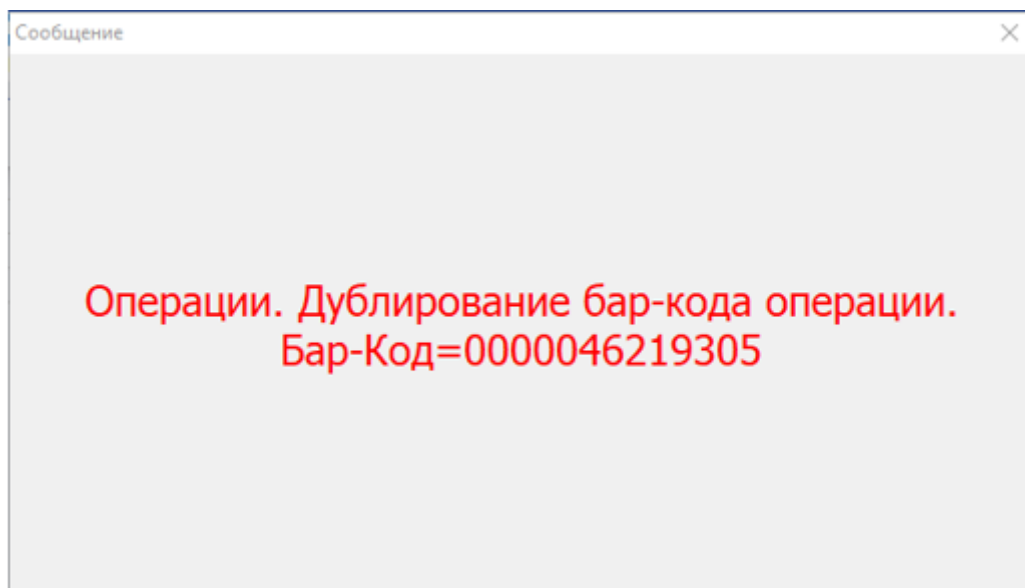 Сообщение
Операции. Дублирование бар-кода операции.
Бар-Код=0000046219305